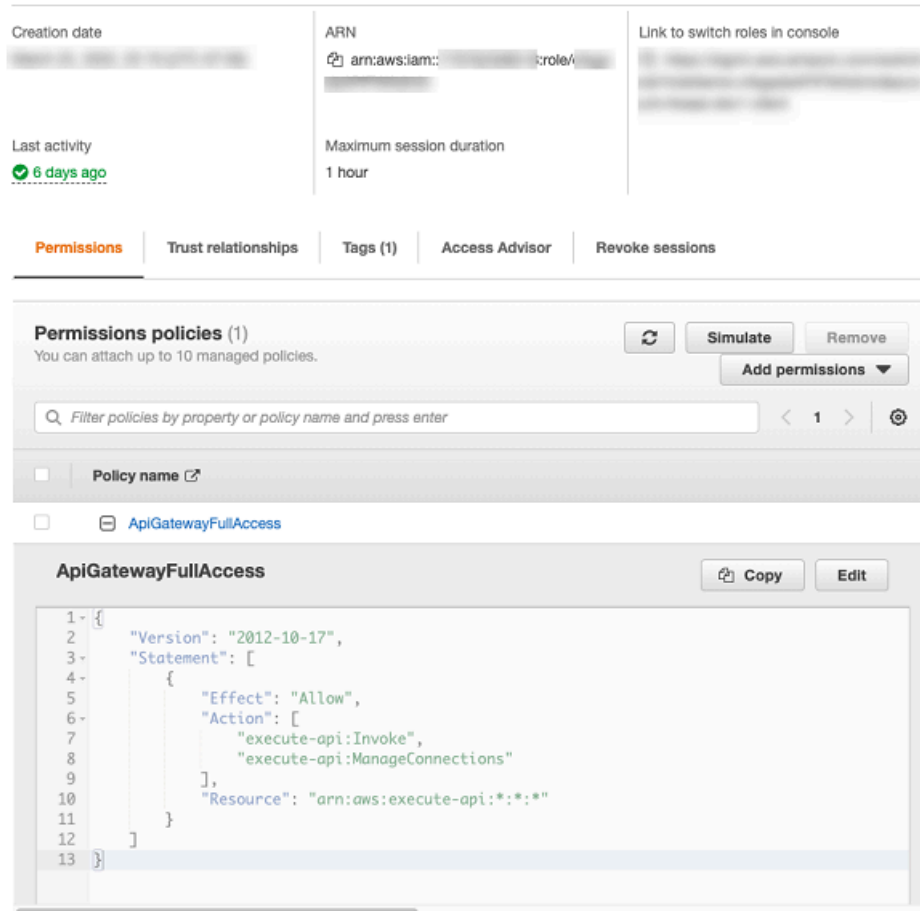 Creation date
ARN
Link to switch roles in console
arn:aws:iam:: :role/
Last activity
Maximum session duration
6 days ago
1 hour
Permissions
Trust relationships
Tags (1)
Access Advisor
Revoke sessions
Permissions policies (1)
Simulate
Remove
You can attach up to 10 managed policies.
Add permissions
Filter policies by property or policy name and press enter
1
Policy name
ApiGatewayFullAccess
ApiGatewayFullAccess
Copy
Edit
1 {
2 "Version": "2012-10-17",
3 "Statement": [
4 {
5 "Effect": "Allow",
6 "Action": [
7 "execute-api:Invoke",
8 "execute-api:ManageConnections"
9 ],
10 "Resource": "arn:aws:execute-api:*:*:*"
11 }
12 ]
13 }